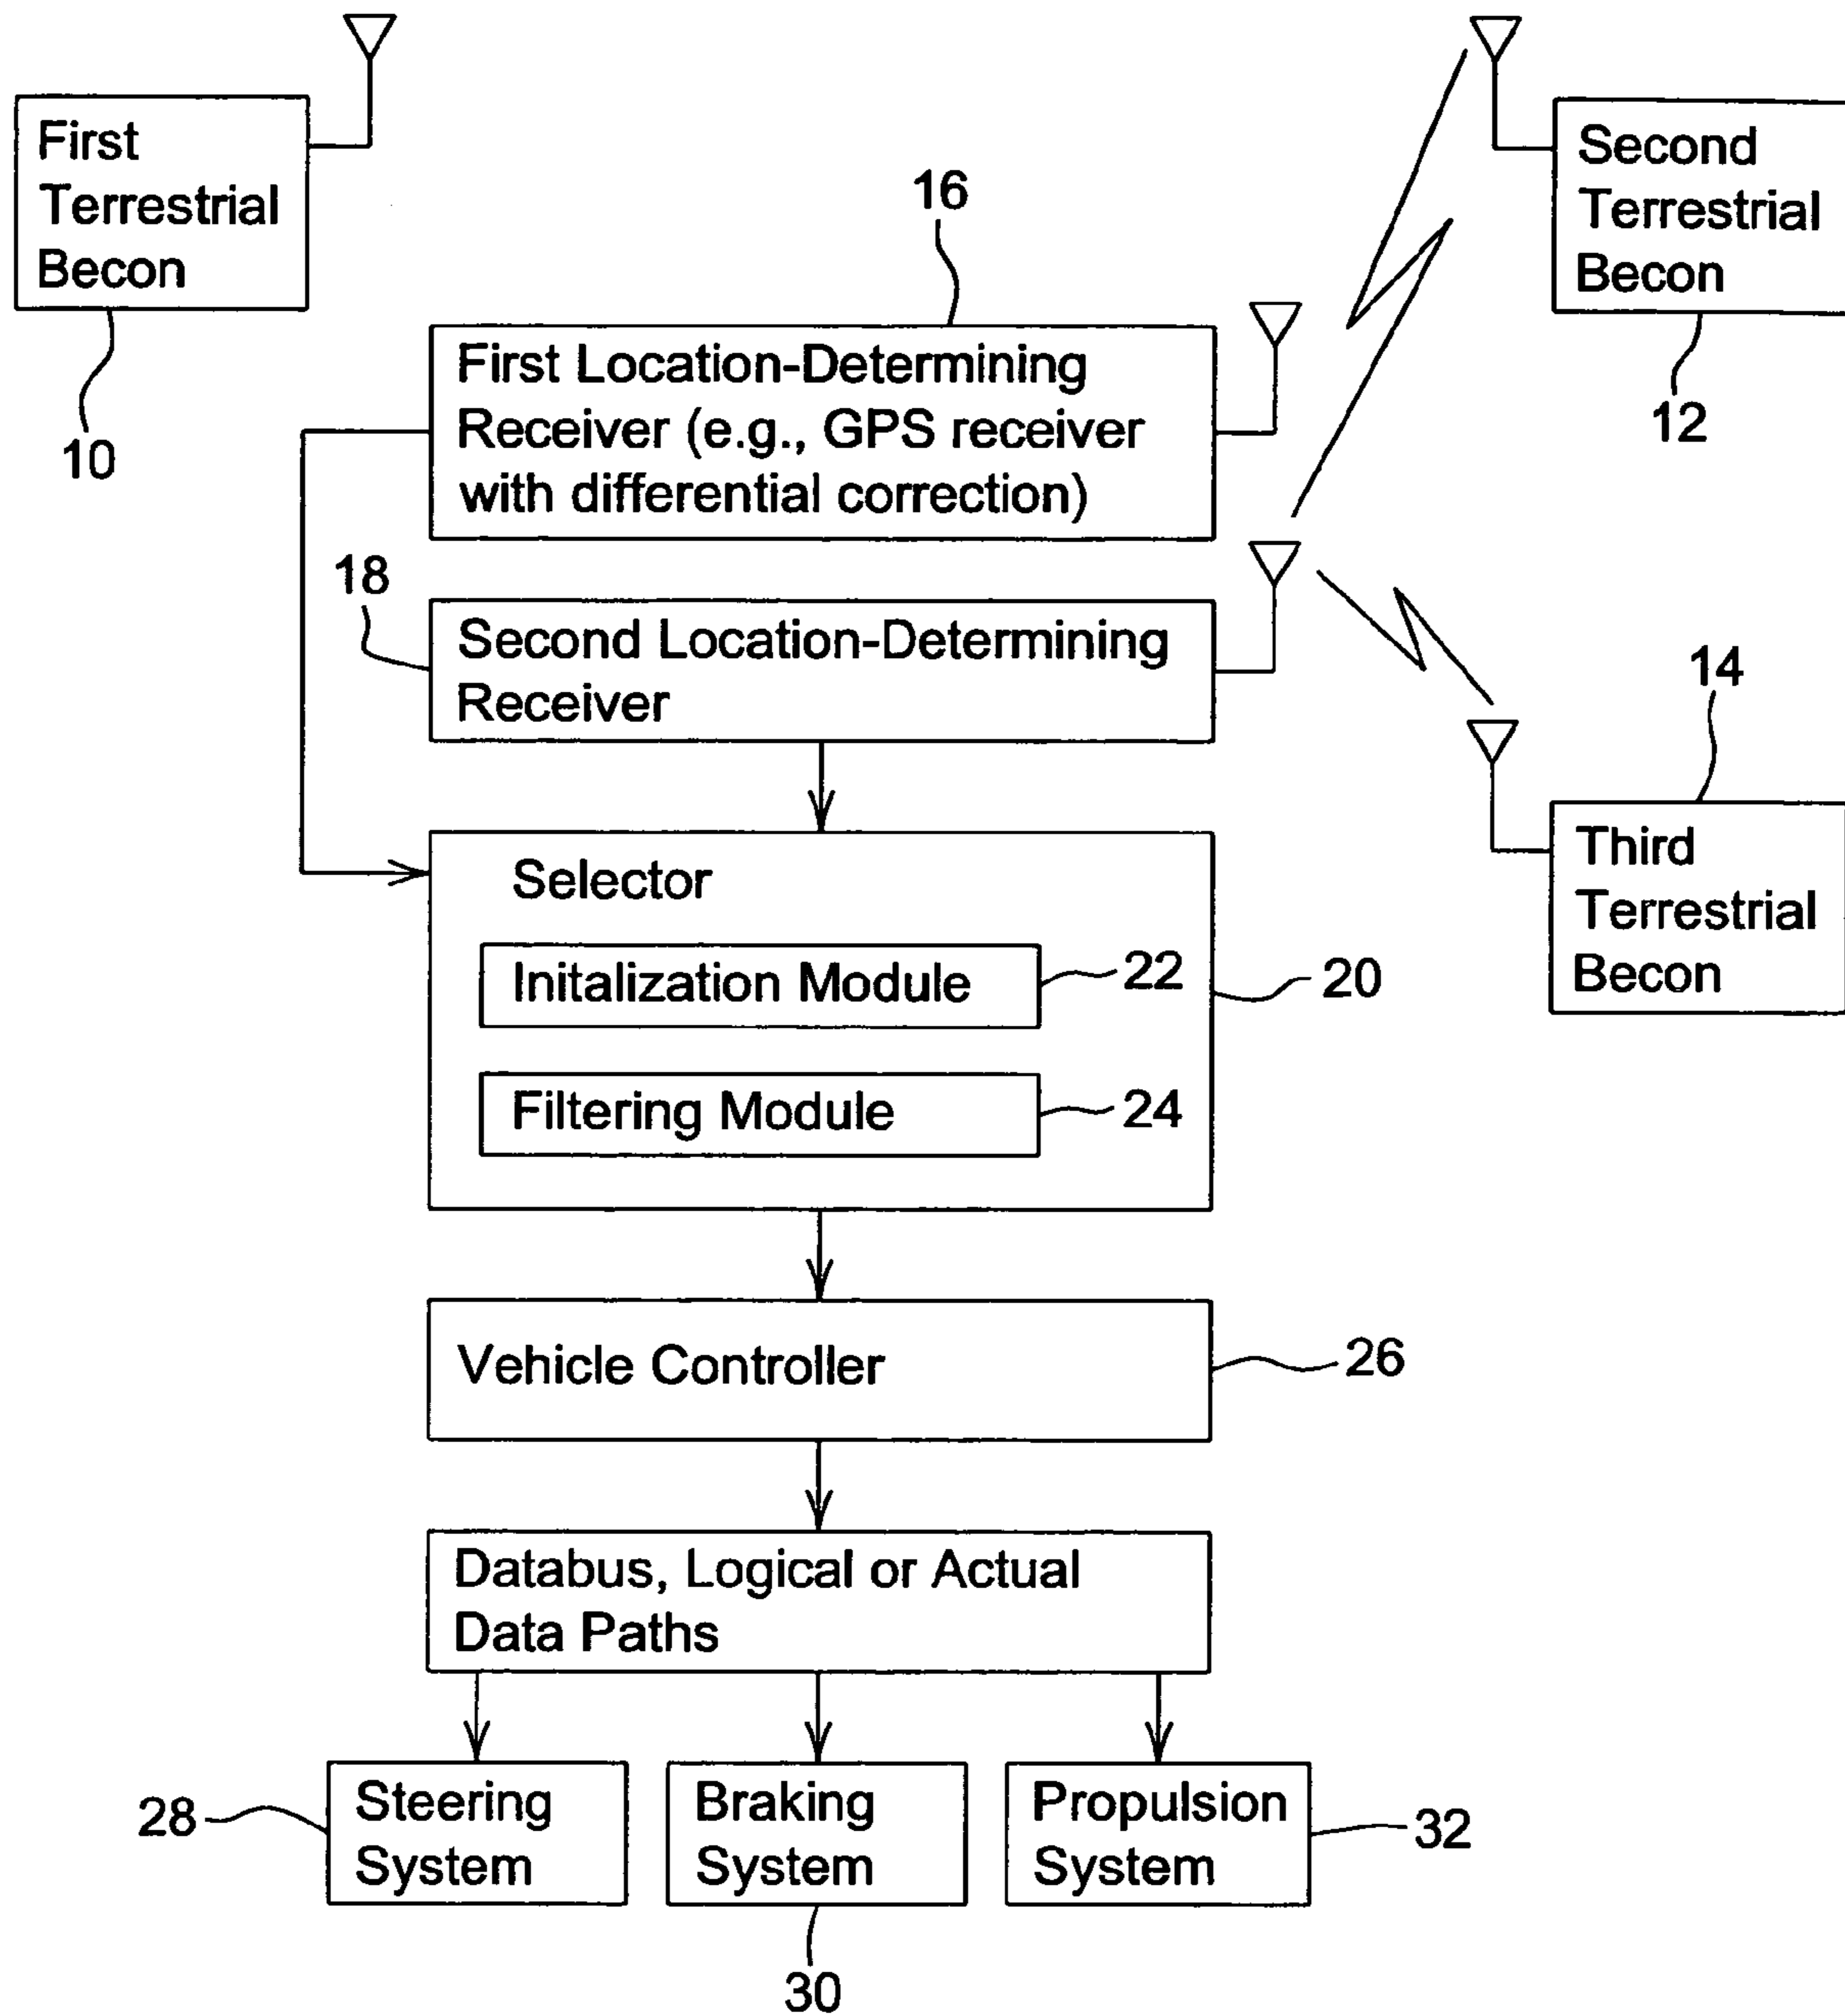 First
Terrestrial
Becon
10
Second
Terrestrial
Becon
12
16
First Location-Determining
Receiver (e.g., GPS receiver
with differential correction)
18
Second Location-Determining
Receiver
14
Third
Terrestrial
Becon
Selector
Initalization Module
22
20
Filtering Module
24
Vehicle Controller
26
Databus, Logical or Actual
Data Paths
28
Steering
System
Braking
System
30
Propulsion
System
32